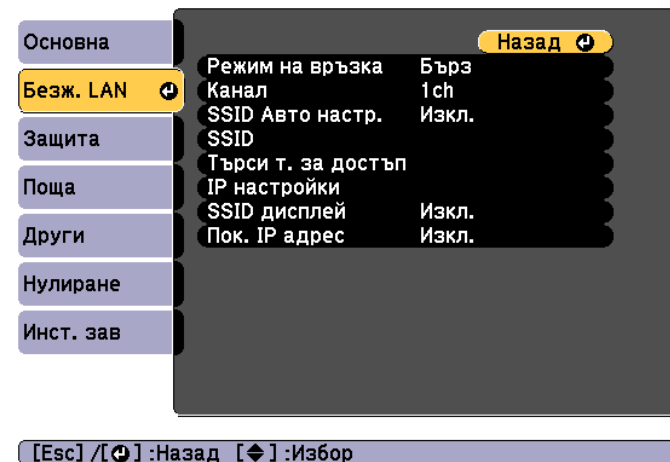 Основна
Безж. LAN
Защита
Поща
Други
Нулиране
Инст. зав
Назад
Режим на връзка Бърз
Канал 1ch
SSID Авто настр. Изкл.
SSID
Търси т. за достъп
IP настройки
SSID дисплей Изкл.
Пок. IP адрес Изкл.
[Esc] /[ ] :Назад [ ] :Избор